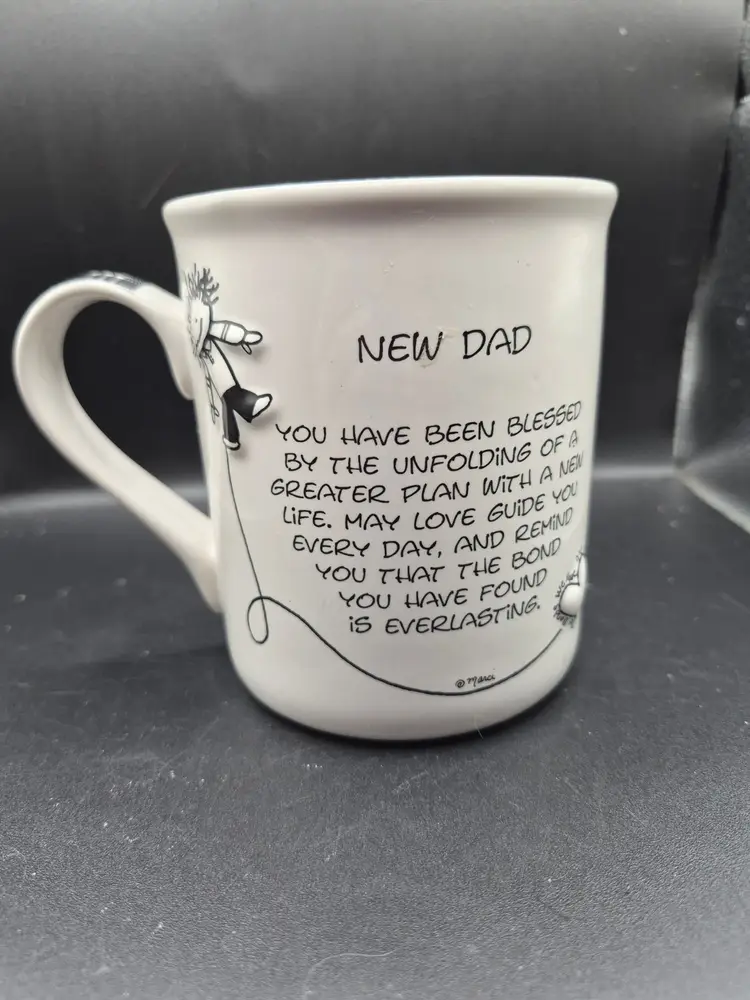 NEW DAD
YOU HAVE BEEN BLESSED
BY THE UNFOLDING OF A
GREATER PLAN WITH A NEW
LIFE. MAY LOVE GUIDE YOU
EVERY DAY, AND REMIND
YOU THAT THE BOND
YOU HAVE FOUND
IS EVERLASTING.
© Marci